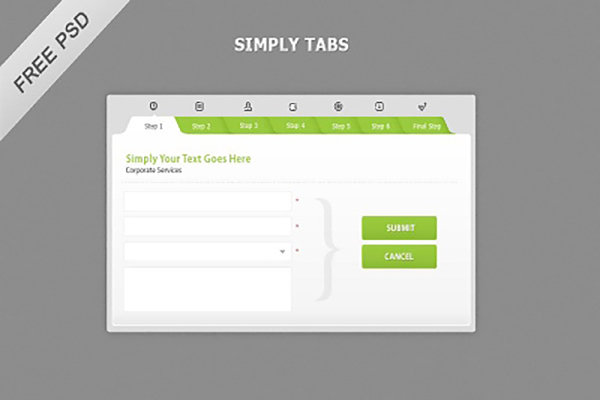 FREE PSD
SIMPLY TABS
Step 1 Step 2 Step 3 Step 4 Step 5 Step 6 Final Step
Simply Your Text Goes Here
Corporate Services
*
*
*
SUBMIT
CANCEL